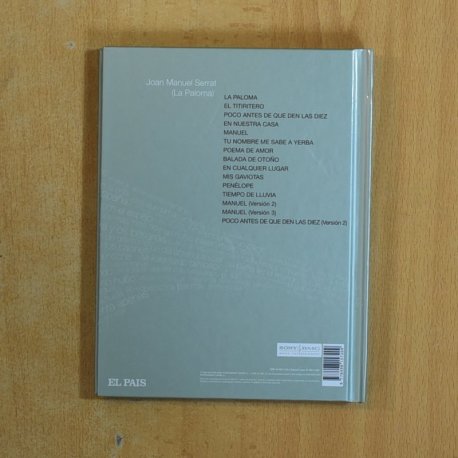 Joan Manuel Serrat
(La Paloma)
LA PALOMA
EL TITIRITERO
POCO ANTES DE QUE DEN LAS DIEZ
EN NUESTRA CASA
MANUEL
TU NOMBRE ME SABE A YERBA
POEMA DE AMOR
BALADA DE OTOÑO
EN CUALQUIER LUGAR
MIS GAVIOTAS
PENÉLOPE
TIEMPO DE LLUVIA
MANUEL (Versión 2)
MANUEL (Versión 3)
POCO ANTES DE QUE DEN LAS DIEZ (Versión 2)
SONY BMG
EL PAIS